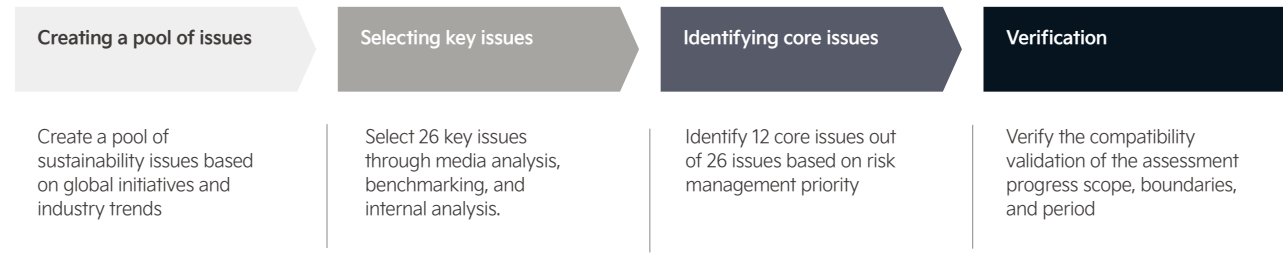 Creating a pool of issues
Create a pool of
sustainability issues based
on global initiatives and
industry trends
Selecting key issues
Select 26 key issues
through media analysis,
benchmarking, and
internal analysis.
Identifying core issues
Identify 12 core issues out
of 26 issues based on risk
management priority
Verification
Verify the compatibility
validation of the assessment
progress scope, boundaries,
and period